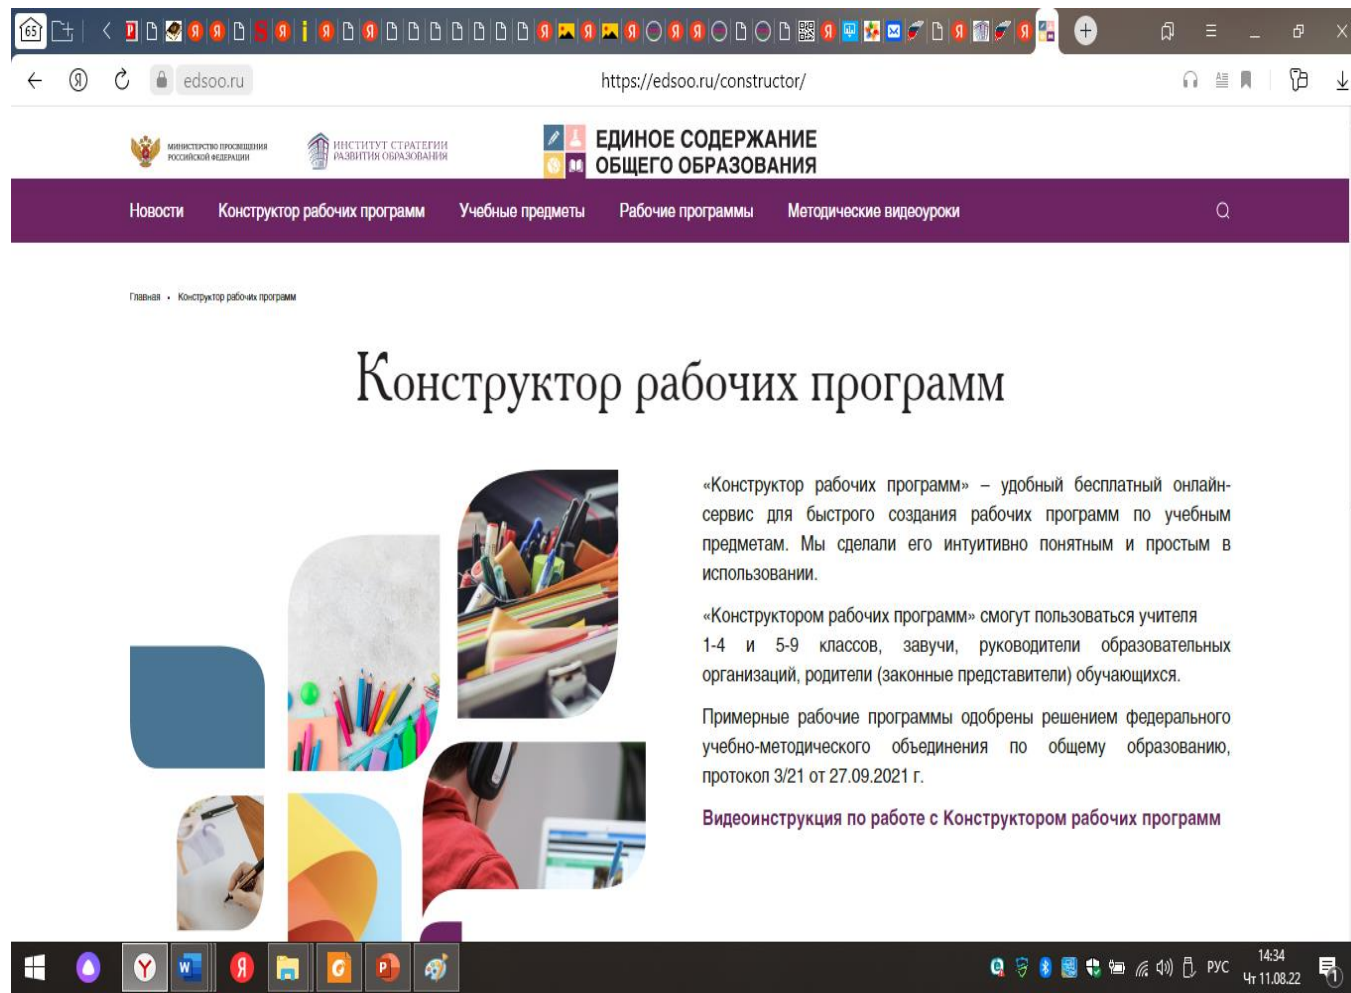 65
edsoo.ru
https://edsoo.ru/constructor/
МИНИСТЕРСТВО ПРОСВЕЩЕНИЯ
РОССИЙСКОЙ ФЕДЕРАЦИИ
ИНСТИТУТ СТРАТЕГИИ
РАЗВИТИЯ ОБРАЗОВАНИЯ
ЕДИНОЕ СОДЕРЖАНИЕ
ОБЩЕГО ОБРАЗОВАНИЯ
Новости Конструктор рабочих программ Учебные предметы Рабочие программы Методические видеоуроки
Главная • Конструктор рабочих программ
Конструктор рабочих программ
«Конструктор рабочих программ» – удобный бесплатный онлайн-
сервис для быстрого создания рабочих программ по учебным
предметам. Мы сделали его интуитивно понятным и простым в
использовании.
«Конструктором рабочих программ» смогут пользоваться учителя
1-4 и 5-9 классов, завучи, руководители образовательных
организаций, родители (законные представители) обучающихся.
Примерные рабочие программы одобрены решением федерального
учебно-методического объединения по общему образованию,
протокол 3/21 от 27.09.2021 г.
Видеоинструкция по работе с Конструктором рабочих программ
РУС
14:34
Чт 11.08.22
1